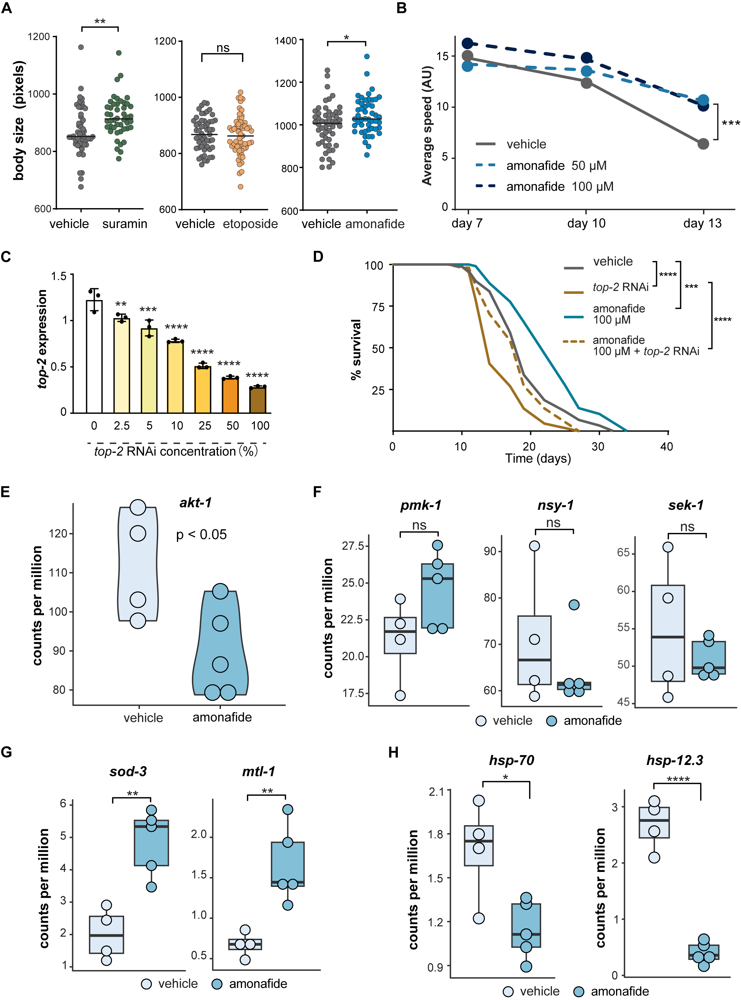 A
**
body size (pixels)
1200
1000
800
600
vehicle
suramin
ns
1200
1000
800
600
vehicle
etoposide
*
1400
1200
1000
800
600
vehicle
amonafide
B
Average speed (AU)
15
10
5
0
***
vehicle
amonafide 50 µM
amonafide 100 µM
day 7
day 10
day 13
C
top-2 expression
1.5
1
0.5
0
**
***
****
****
****
****
0
2.5
5
10
25
50
100
top-2 RNAi concentration (%)
D
% survival
100
75
50
25
0
10
20
30
40
Time (days)
vehicle
top-2 RNAi
amonafide
100 µM
amonafide
100 µM + top-2 RNAi
****
***
****
E
akt-1
p < 0.05
counts per million
120
110
100
90
80
vehicle
amonafide
F
pmk-1
ns
counts per million
27.5
25.0
22.5
20.0
17.5
nsy-1
ns
90
80
70
60
sek-1
ns
65
60
55
50
45
vehicle
amonafide
G
sod-3
**
counts per million
6
5
4
3
2
1
mtl-1
**
2.0
1.5
1.0
0.5
vehicle
amonafide
H
hsp-70
*
counts per million
2.1
1.8
1.5
1.2
0.9
hsp-12.3
****
counts per million
3
2
1
0
vehicle
amonafide